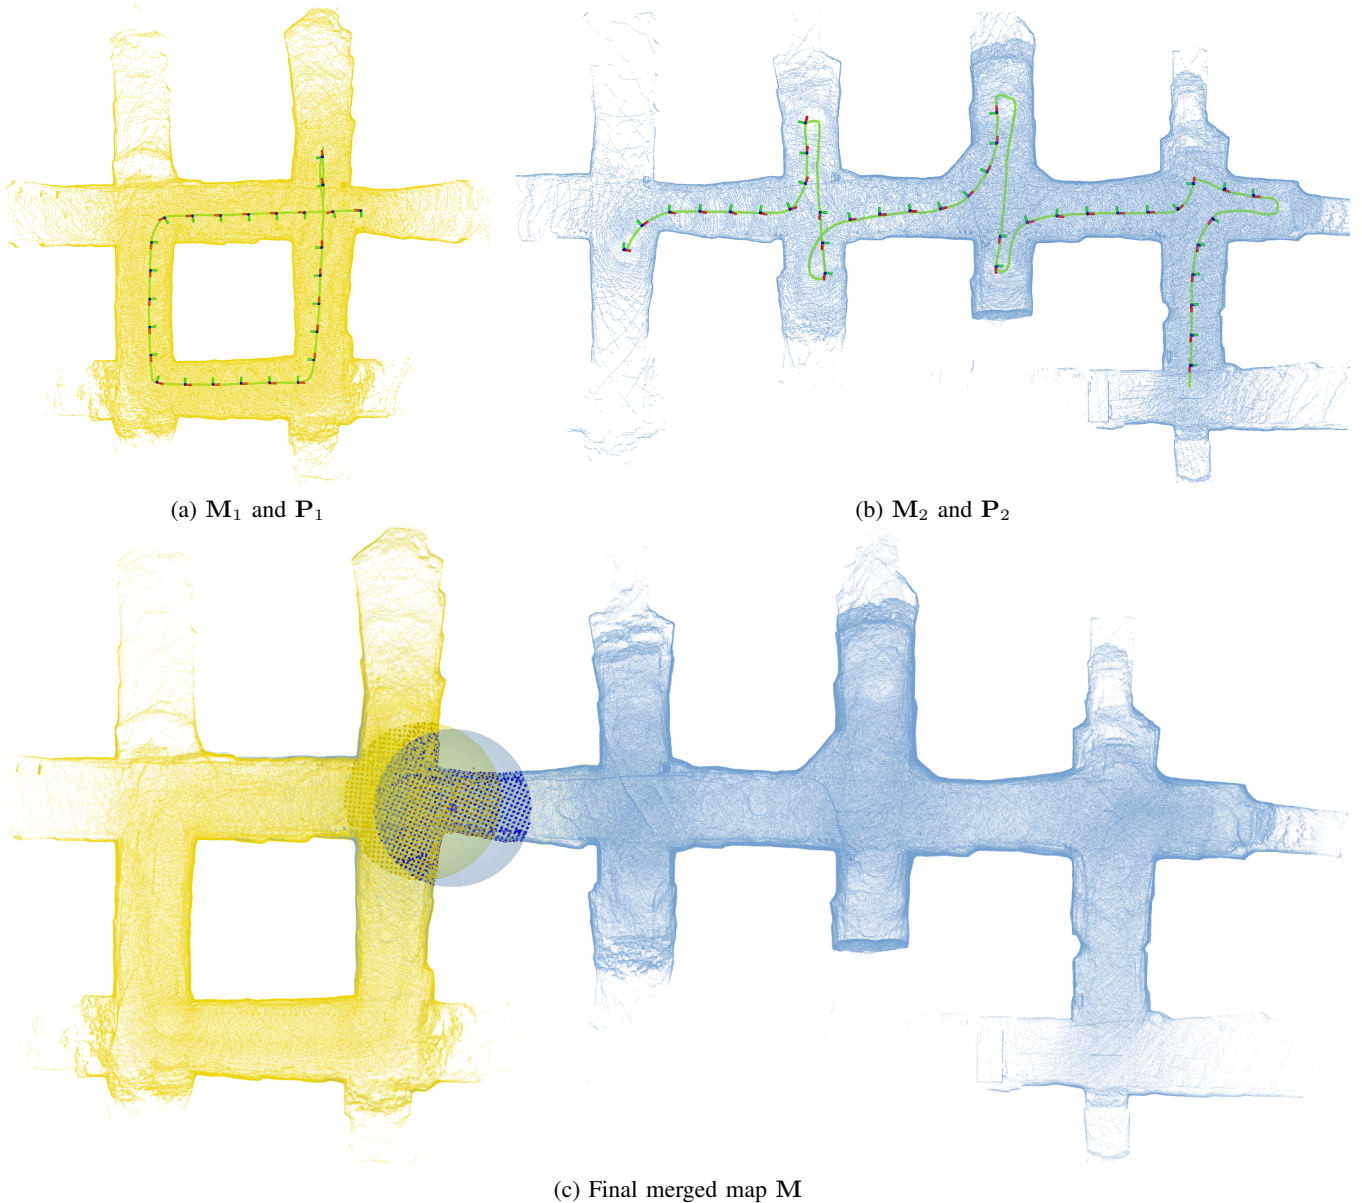 (a) M₁ and P₁
(b) M₂ and P₂
(c) Final merged map M